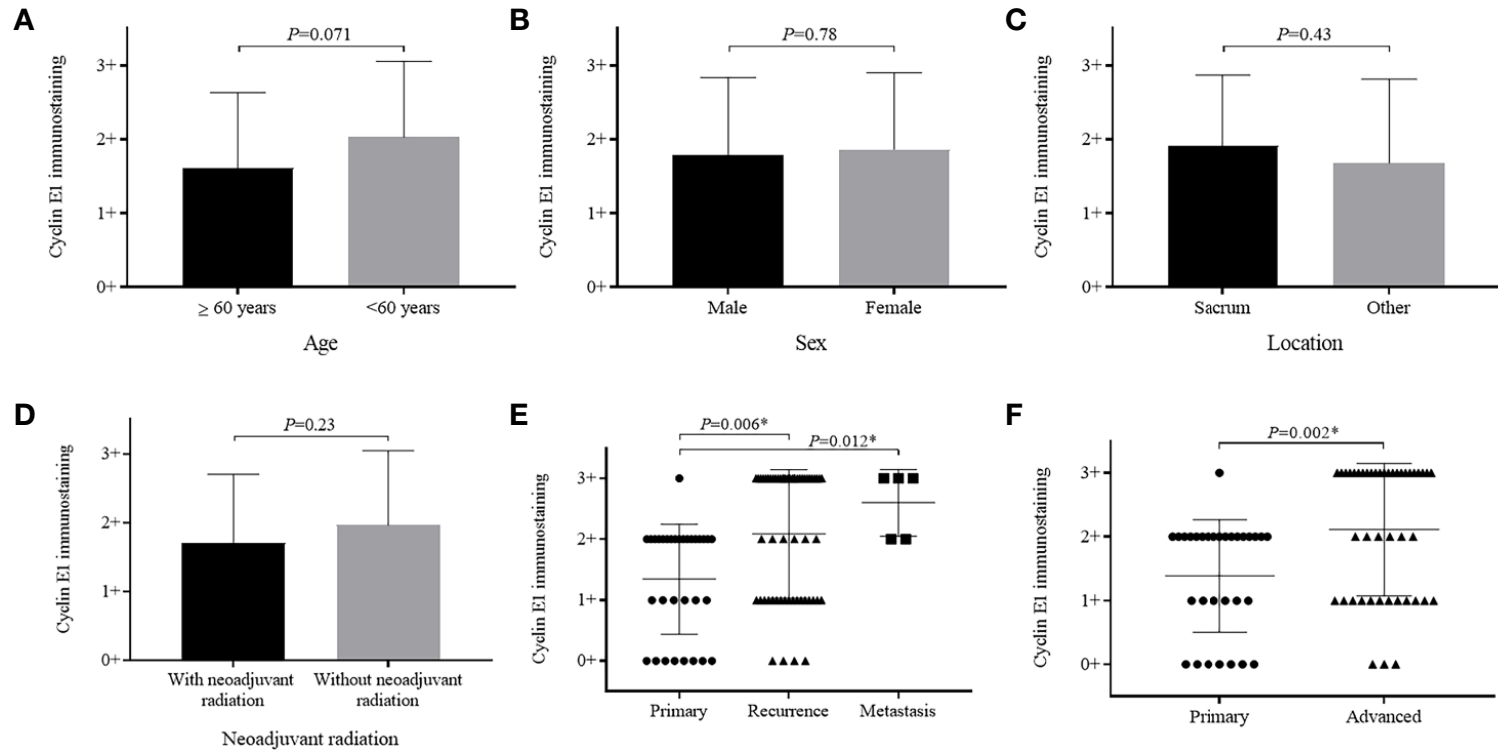 A
P=0.071
Cyclin E1 immunostaining
3+
2+
1+
0+
≥ 60 years
<60 years
Age
B
P=0.78
Cyclin E1 immunostaining
3+
2+
1+
0+
Male
Female
Sex
C
P=0.43
Cyclin E1 immunostaining
3+
2+
1+
0+
Sacrum
Other
Location
D
P=0.23
Cyclin E1 immunostaining
3+
2+
1+
0+
With neoadjuvant
radiation
Without neoadjuvant
radiation
Neoadjuvant radiation
E
P=0.006*
P=0.012*
Cyclin E1 immunostaining
3+
2+
1+
0+
Primary
Recurrence
Metastasis
F
P=0.002*
Cyclin E1 immunostaining
3+
2+
1+
0+
Primary
Advanced